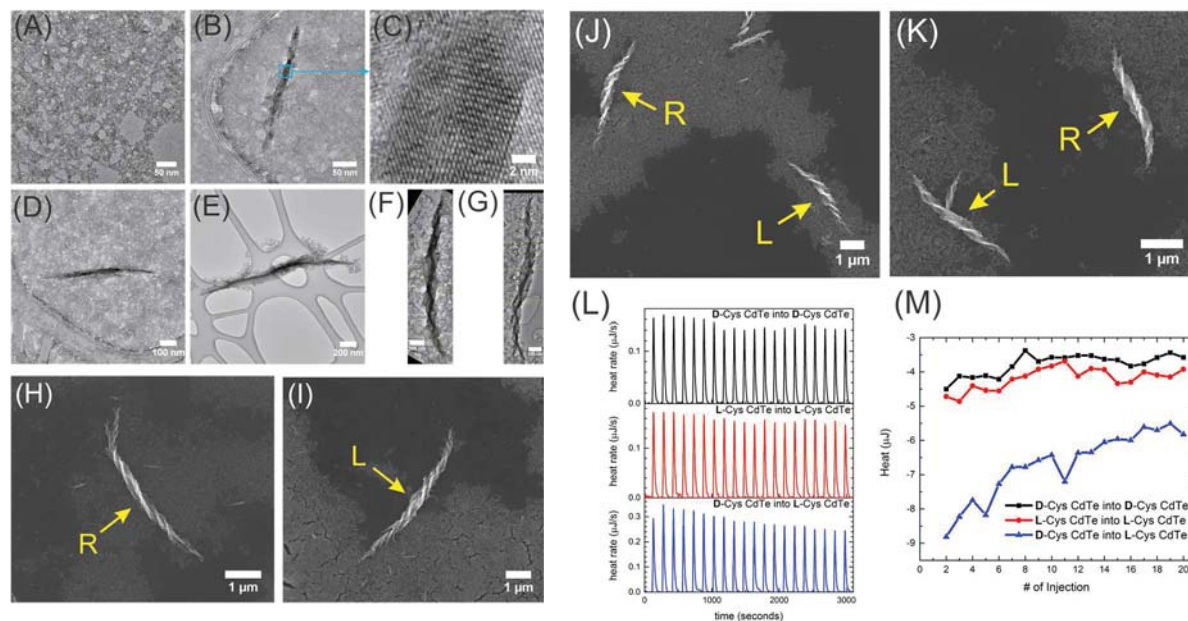 (A)
50 nm
(B)
50 nm
(C)
2 nm
(D)
100 nm
(E)
200 nm
(F)
(G)
(H)
R
1 µm
(I)
L
1 µm
(J)
R
L
1 µm
(K)
R
L
1 µm
(L)
D-Cys CdTe into D-Cys CdTe
heat rate (µJ/s)
0.1
0.0
L-Cys CdTe into L-Cys CdTe
heat rate (µJ/s)
0.1
0.0
D-Cys CdTe into L-Cys CdTe
heat rate (µJ/s)
0.3
0.2
0.1
0.0
0 1000 2000 3000
time (seconds)
(M)
Heat (µJ)
-3
-4
-5
-6
-7
-8
-9
D-Cys CdTe into D-Cys CdTe
L-Cys CdTe into L-Cys CdTe
D-Cys CdTe into L-Cys CdTe
0 2 4 6 8 10 12 14 16 18 20
# of Injection